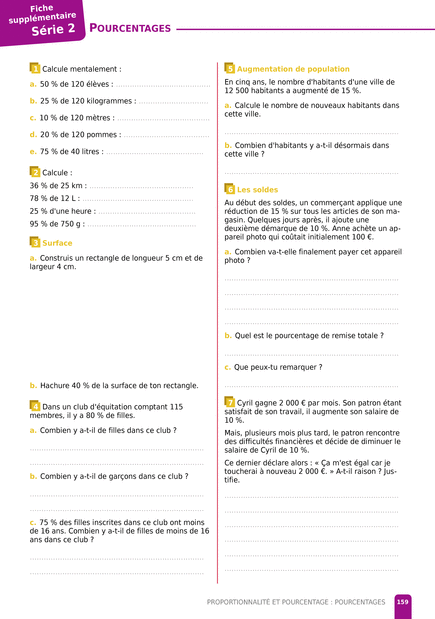 Fiche
supplémentaire
Série 2
POURCENTAGES
1 Calcule mentalement :
a. 50 % de 120 élèves : ......................................
b. 25 % de 120 kilogrammes : ............................
c. 10 % de 120 mètres : .....................................
d. 20 % de 120 pommes : ..................................
e. 75 % de 40 litres : .......................................
2 Calcule :
36 % de 25 km : ..........................................
78 % de 12 L : .............................................
25 % d'une heure : .......................................
95 % de 750 g : ...........................................
3 Surface
a. Construis un rectangle de longueur 5 cm et de
largeur 4 cm.
b. Hachure 40 % de la surface de ton rectangle.
4 Dans un club d'équitation comptant 115
membres, il y a 80 % de filles.
a. Combien y a-t-il de filles dans ce club ?
......................................................................
......................................................................
b. Combien y a-t-il de garçons dans ce club ?
......................................................................
......................................................................
c. 75 % des filles inscrites dans ce club ont moins
de 16 ans. Combien y a-t-il de filles de moins de 16
ans dans ce club ?
......................................................................
......................................................................
5 Augmentation de population
En cinq ans, le nombre d'habitants d'une ville de
12 500 habitants a augmenté de 15 %.
a. Calcule le nombre de nouveaux habitants dans
cette ville.
......................................................................
b. Combien d'habitants y a-t-il désormais dans
cette ville ?
......................................................................
6 Les soldes
Au début des soldes, un commerçant applique une
réduction de 15 % sur tous les articles de son ma-
gasin. Quelques jours après, il ajoute une
deuxième démarque de 10 %. Anne achète un ap-
pareil photo qui coûtait initialement 100 €.
a. Combien va-t-elle finalement payer cet appareil
photo ?
......................................................................
......................................................................
......................................................................
......................................................................
b. Quel est le pourcentage de remise totale ?
......................................................................
c. Que peux-tu remarquer ?
......................................................................
7 Cyril gagne 2 000 € par mois. Son patron étant
satisfait de son travail, il augmente son salaire de
10 %.
Mais, plusieurs mois plus tard, le patron rencontre
des difficultés financières et décide de diminuer le
salaire de Cyril de 10 %.
Ce dernier déclare alors : « Ça m'est égal car je
toucherai à nouveau 2 000 €. » A-t-il raison ? Jus-
tifie.
......................................................................
......................................................................
......................................................................
......................................................................
......................................................................
......................................................................
PROPORTIONNALITÉ ET POURCENTAGE : POURCENTAGES 159